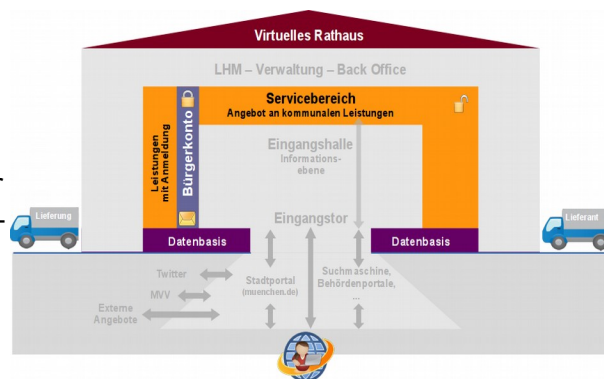 Virtuelles Rathaus
LHM – Verwaltung – Back Office
Servicebereich
Angebot an kommunalen Leistungen
Leistungen
mit Anmeldung
Bürgerkonto
Eingangshalle
Informations-
ebene
Eingangstor
Lieferung
Lieferant
Datenbasis
Datenbasis
Twitter
MVV
Externe
Angebote
Stadtportal
(muenchen.de)
Suchmaschine,
Behördenportale,
...